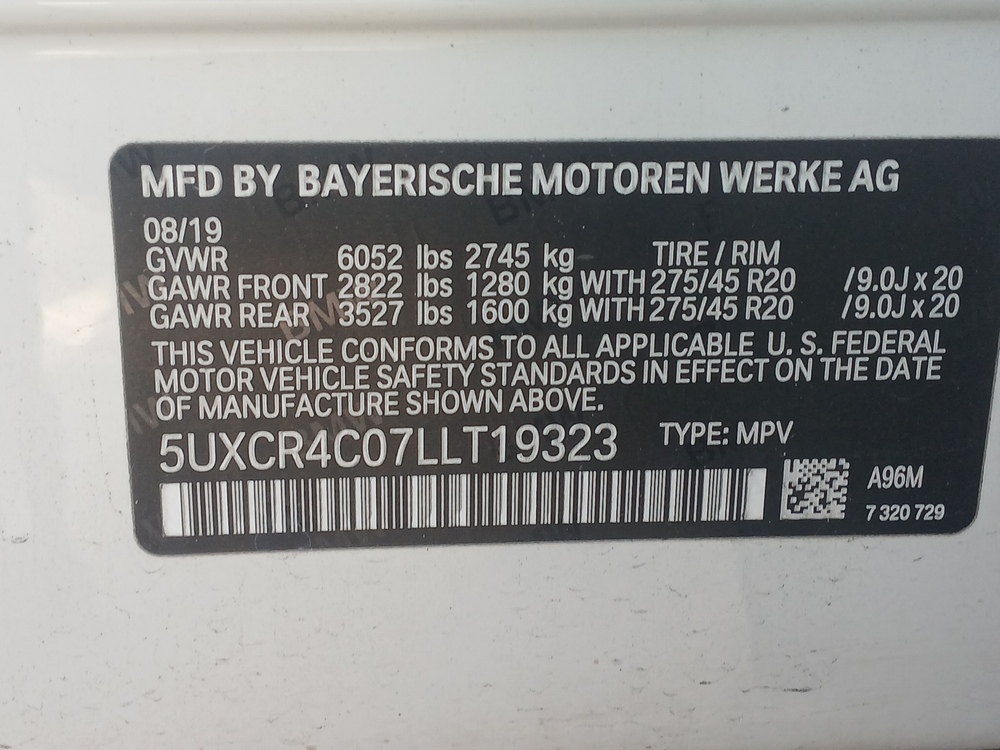 MFD BY BAYERISCHE MOTOREN WERKE AG
08/19
GVWR 6052 lbs 2745 kg TIRE / RIM
GAWR FRONT 2822 lbs 1280 kg WITH 275/45 R20 /9.0J x 20
GAWR REAR 3527 lbs 1600 kg WITH 275/45 R20 /9.0J x 20
THIS VEHICLE CONFORMS TO ALL APPLICABLE U. S. FEDERAL
MOTOR VEHICLE SAFETY STANDARDS IN EFFECT ON THE DATE
OF MANUFACTURE SHOWN ABOVE.
5UXCR4C07LLT19323 TYPE: MPV
A96M
7 320 729